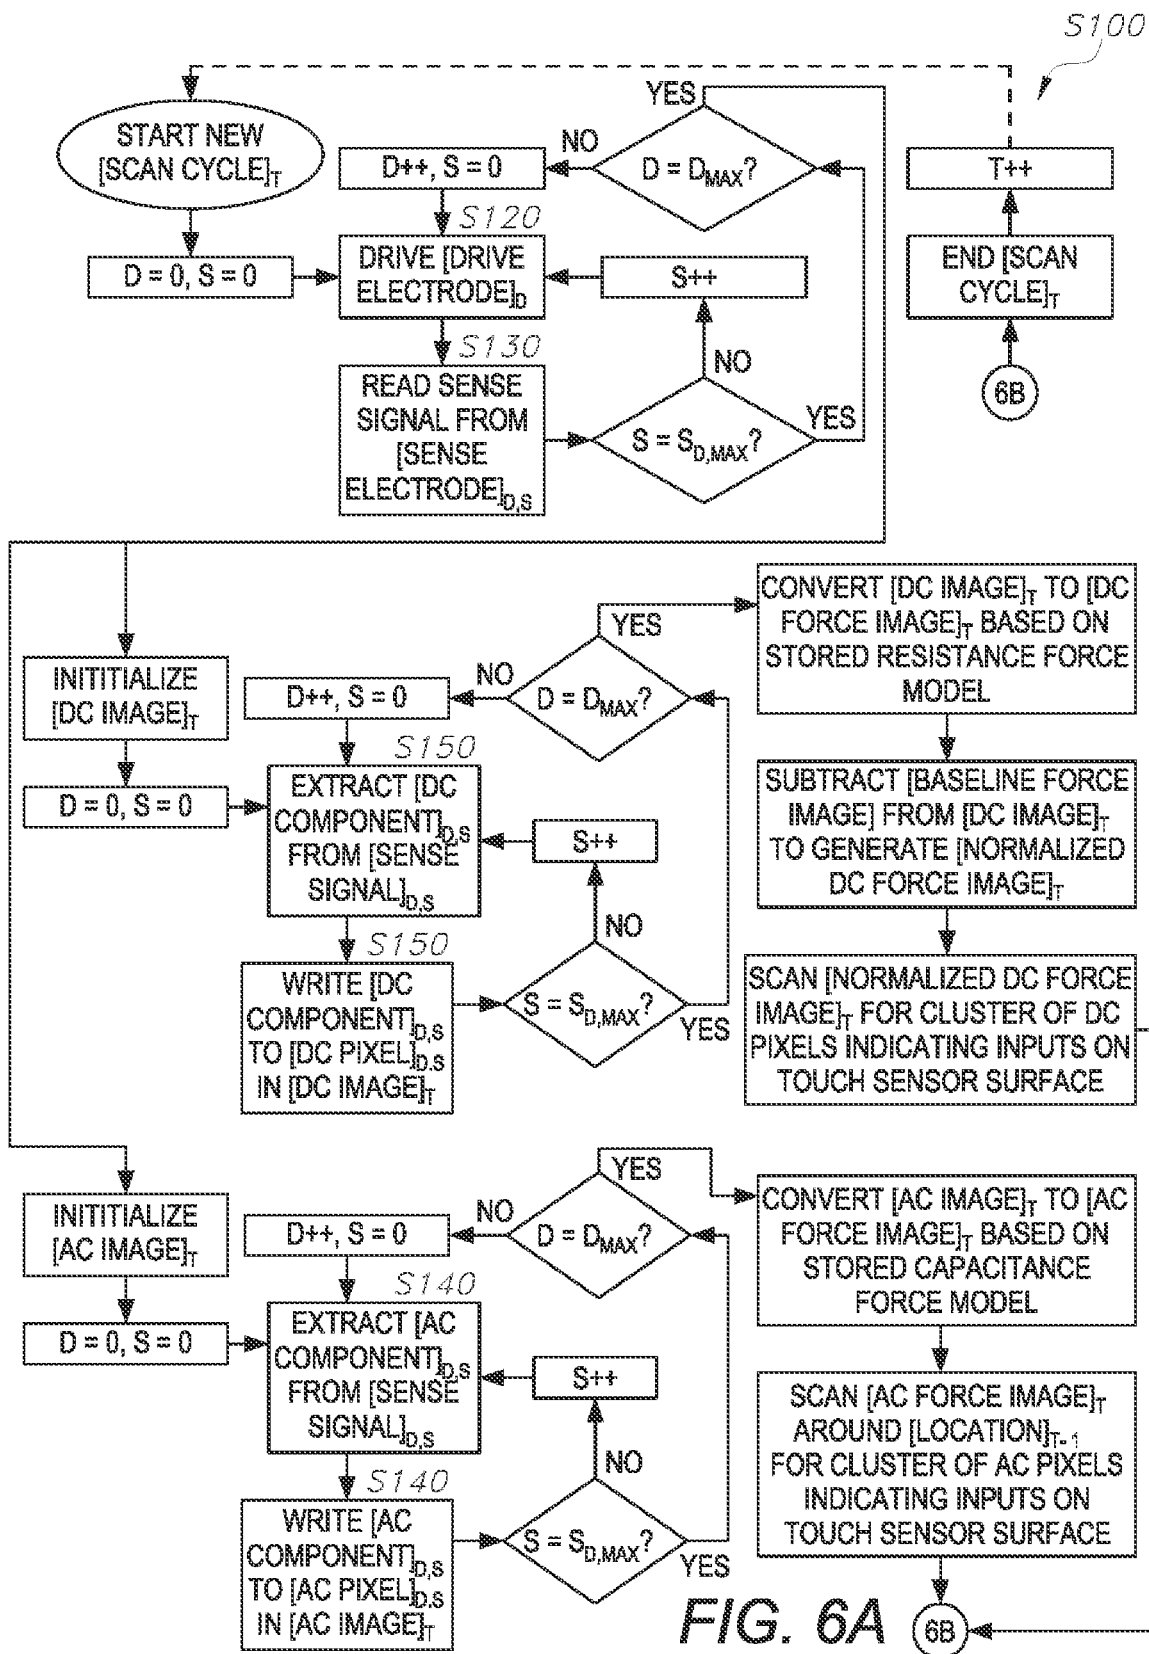 S100
START NEW
[SCAN CYCLE]T
D = 0, S = 0
D++, S = 0
NO
YES
D = DMAX?
S120
DRIVE [DRIVE
ELECTRODE]D
S++
S130
READ SENSE
SIGNAL FROM
[SENSE
ELECTRODE]D,S
NO
S = SD,MAX?
YES
T++
END [SCAN
CYCLE]T
6B
INITITIALIZE
[DC IMAGE]T
D = 0, S = 0
D++, S = 0
NO
YES
D = DMAX?
S150
EXTRACT [DC
COMPONENT]D,S
FROM [SENSE
SIGNAL]D,S
S++
NO
S150
WRITE [DC
COMPONENT]D,S
TO [DC PIXEL]D,S
IN [DC IMAGE]T
S = SD,MAX?
YES
CONVERT [DC IMAGE]T TO [DC
FORCE IMAGE]T BASED ON
STORED RESISTANCE FORCE
MODEL
SUBTRACT [BASELINE FORCE
IMAGE] FROM [DC IMAGE]T
TO GENERATE [NORMALIZED
DC FORCE IMAGE]T
SCAN [NORMALIZED DC FORCE
IMAGE]T FOR CLUSTER OF DC
PIXELS INDICATING INPUTS ON
TOUCH SENSOR SURFACE
INITITIALIZE
[AC IMAGE]T
D = 0, S = 0
D++, S = 0
NO
YES
D = DMAX?
S140
EXTRACT [AC
COMPONENT]D,S
FROM [SENSE
SIGNAL]D,S
S++
NO
S140
WRITE [AC
COMPONENT]D,S
TO [AC PIXEL]D,S
IN [AC IMAGE]T
S = SD,MAX?
YES
CONVERT [AC IMAGE]T TO [AC
FORCE IMAGE]T BASED ON
STORED CAPACITANCE
FORCE MODEL
SCAN [AC FORCE IMAGE]T
AROUND [LOCATION]T-1
FOR CLUSTER OF AC PIXELS
INDICATING INPUTS ON
TOUCH SENSOR SURFACE
FIG. 6A
6B